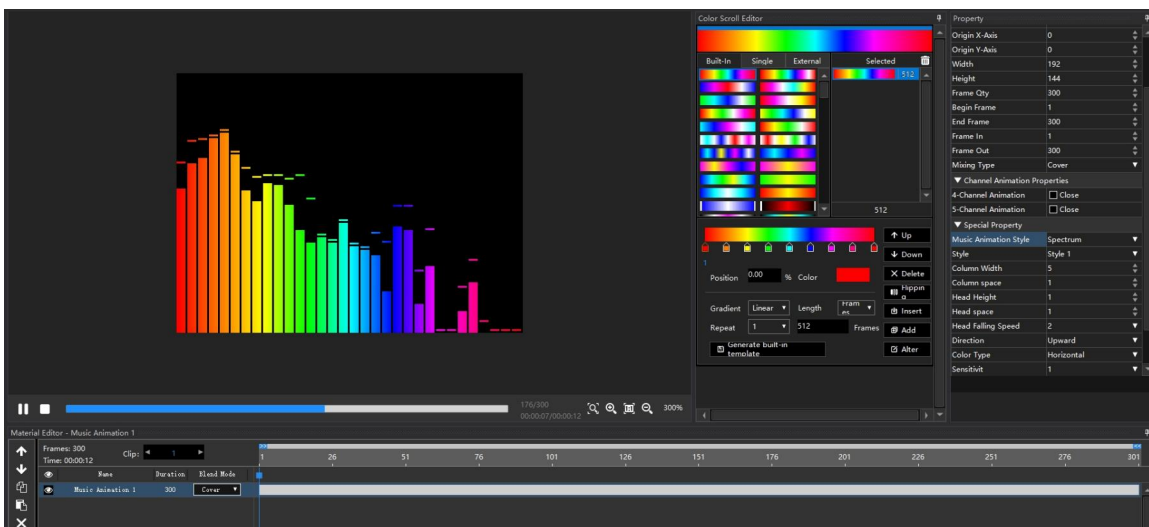 Color Scroll Editor
Built-In Single External Selected
512
512
1
Position 0.00 % Color
Gradient Linear Length Frames
Repeat 1 512 Frames
Generate built-in template
Up
Down
Delete
Flipping
Insert
Add
Alter
Property
Origin X-Axis 0
Origin Y-Axis 0
Width 192
Height 144
Frame Qty 300
Begin Frame 1
End Frame 300
Frame In 1
Frame Out 300
Mixing Type Cover
Channel Animation Properties
4-Channel Animation Close
5-Channel Animation Close
Special Property
Music Animation Style Spectrum
Style Style 1
Column Width 5
Column space 1
Head Height 1
Head space 1
Head Falling Speed 2
Direction Upward
Color Type Horizontal
Sensitivit 1
176/300
00:00:07/00:00:12
300%
Material Editor - Music Animation 1
Frames: 300
Time: 00:00:12
Clip: 1
1 26 51 76 101 126 151 176 201 226 251 276 301
Name Duration Blend Mode
Music Animation 1 300 Cover